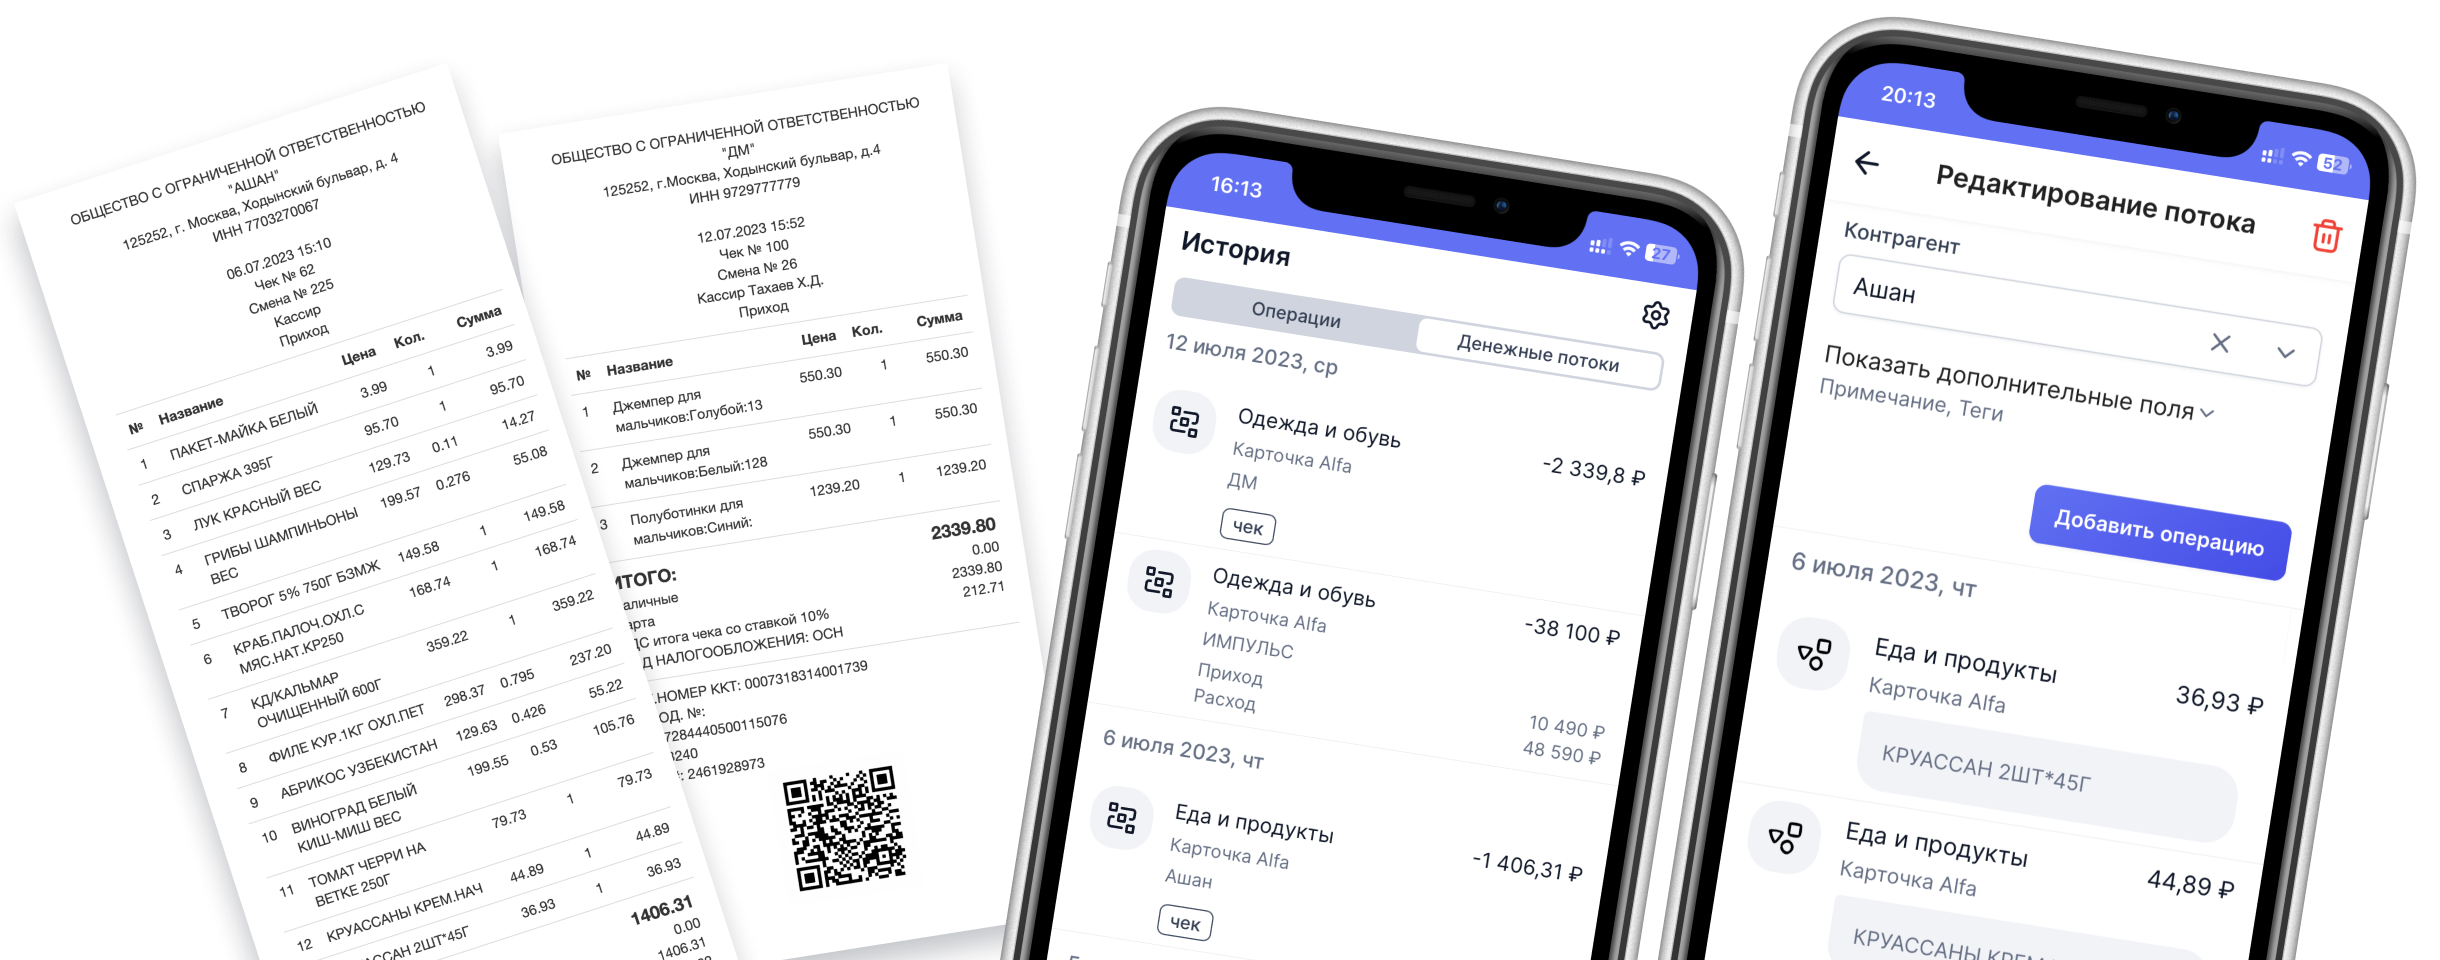 ОБЩЕСТВО С ОГРАНИЧЕННОЙ ОТВЕТСТВЕННОСТЬЮ
"АШАН"
125252, г. Москва, Ходынский бульвар, д. 4
ИНН 7703270067
06.07.2023 15:10
Чек № 62
Смена № 225
Кассир
Приход
№ Название Цена Кол. Сумма
1 ПАКЕТ-МАЙКА БЕЛЫЙ 3.99 1 3.99
2 СПАРЖА 395Г 95.70 1 95.70
3 ЛУК КРАСНЫЙ ВЕС 129.73 0.11 14.27
4 ГРИБЫ ШАМПИНЬОНЫ 199.57 0.276 55.08
ВЕС
5 ТВОРОГ 5% 750Г БЗМЖ 149.58 1 149.58
6 КРАБ.ПАЛОЧ.ОХЛ.С 168.74 1 168.74
МЯС.НАТ.КР250
7 КД/КАЛЬМАР 359.22 1 359.22
ОЧИЩЕННЫЙ 600Г
8 ФИЛЕ КУР.1КГ ОХЛ.ПЕТ 298.37 0.795 237.20
9 АБРИКОС УЗБЕКИСТАН 129.63 0.426 55.22
10 ВИНОГРАД БЕЛЫЙ 199.55 0.53 105.76
КИШ-МИШ ВЕС
11 ТОМАТ ЧЕРРИ НА 79.73 1 79.73
ВЕТКЕ 250Г
12 КРУАССАНЫ КРЕМ.НАЧ 44.89 1 44.89
АССАН 2ШТ*45Г 36.93 1 36.93
1406.31
0.00
1406.31
ОБЩЕСТВО С ОГРАНИЧЕННОЙ ОТВЕТСТВЕННОСТЬЮ
"ДМ"
125252, г.Москва, Ходынский бульвар, д.4
ИНН 9729777779
12.07.2023 15:52
Чек № 100
Смена № 26
Кассир Тахаев Х.Д.
Приход
№ Название Цена Кол. Сумма
1 Джемпер для 550.30 1 550.30
мальчиков:Голубой:13
2 Джемпер для 550.30 1 550.30
мальчиков:Белый:128
3 Полуботинки для 1239.20 1 1239.20
мальчиков:Синий:
ИТОГО: 2339.80
аличные 0.00
арта 2339.80
ДС итога чека со ставкой 10% 212.71
Д НАЛОГООБЛОЖЕНИЯ: ОСН
.НОМЕР ККТ: 0007318314001739
ОД. №:
7284440500115076
240
: 2461928973
16:13
27
История
Операции
Денежные потоки
12 июля 2023, ср
Одежда и обувь
Карточка Alfa
ДМ
-2 339,8 ₽
чек
Одежда и обувь
Карточка Alfa
ИМПУЛЬС
-38 100 ₽
Приход 10 490 ₽
Расход 48 590 ₽
6 июля 2023, чт
Еда и продукты
Карточка Alfa
Ашан
-1 406,31 ₽
чек
20:13
52
Редактирование потока
Контрагент
Ашан
Показать дополнительные поля
Примечание, Теги
Добавить операцию
6 июля 2023, чт
Еда и продукты
Карточка Alfa
36,93 ₽
КРУАССАН 2ШТ*45Г
Еда и продукты
Карточка Alfa
44,89 ₽
КРУАССАНЫ КРЕМ